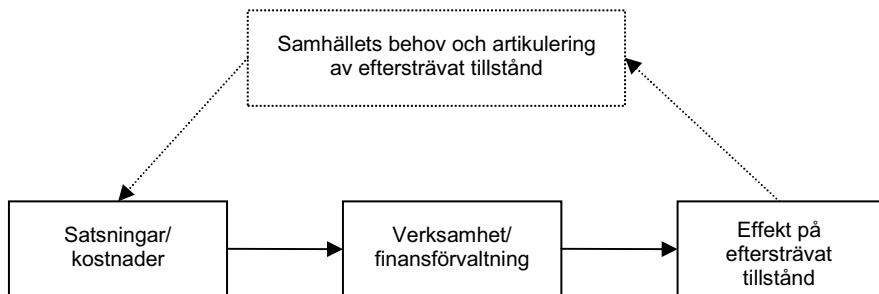 Samhällets behov och artikulering
av eftersträvat tillstånd
Satsningar/
kostnader
Verksamhet/
finansförvaltning
Effekt på
eftersträvat
tillstånd